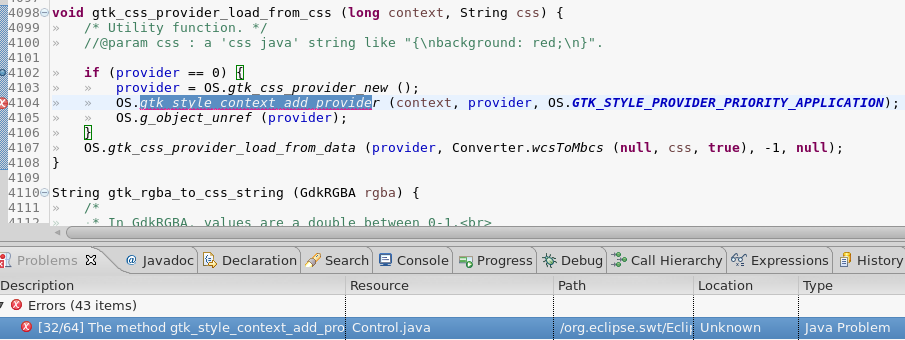 4098 void gtk_css_provider_load_from_css (long context, String css) {
4099 » /* Utility function. */
4100 » //@param css : a 'css java' string like "{\nbackground: red;\n}".
4101
4102 » if (provider == 0) {
4103 » » provider = OS.gtk_css_provider_new ();
4104 » » OS.gtk_style_context_add_provider (context, provider, OS.GTK_STYLE_PROVIDER_PRIORITY_APPLICATION);
4105 » » OS.g_object_unref (provider);
4106 » }
4107 » OS.gtk_css_provider_load_from_data (provider, Converter.wcsToMbcs (null, css, true), -1, null);
4108 }
4109
4110 String gtk_rgba_to_css_string (GdkRGBA rgba) {
4111 » /*
4112 » * In GdkRGBA, values are a double between 0-1.<br>
Problems @ Javadoc Declaration Search Console Progress Debug Call Hierarchy Expressions History
Description Resource Path Location Type
Errors (43 items)
[32/64] The method gtk_style_context_add_pro Control.java /org.eclipse.swt/Eclip Unknown Java Problem